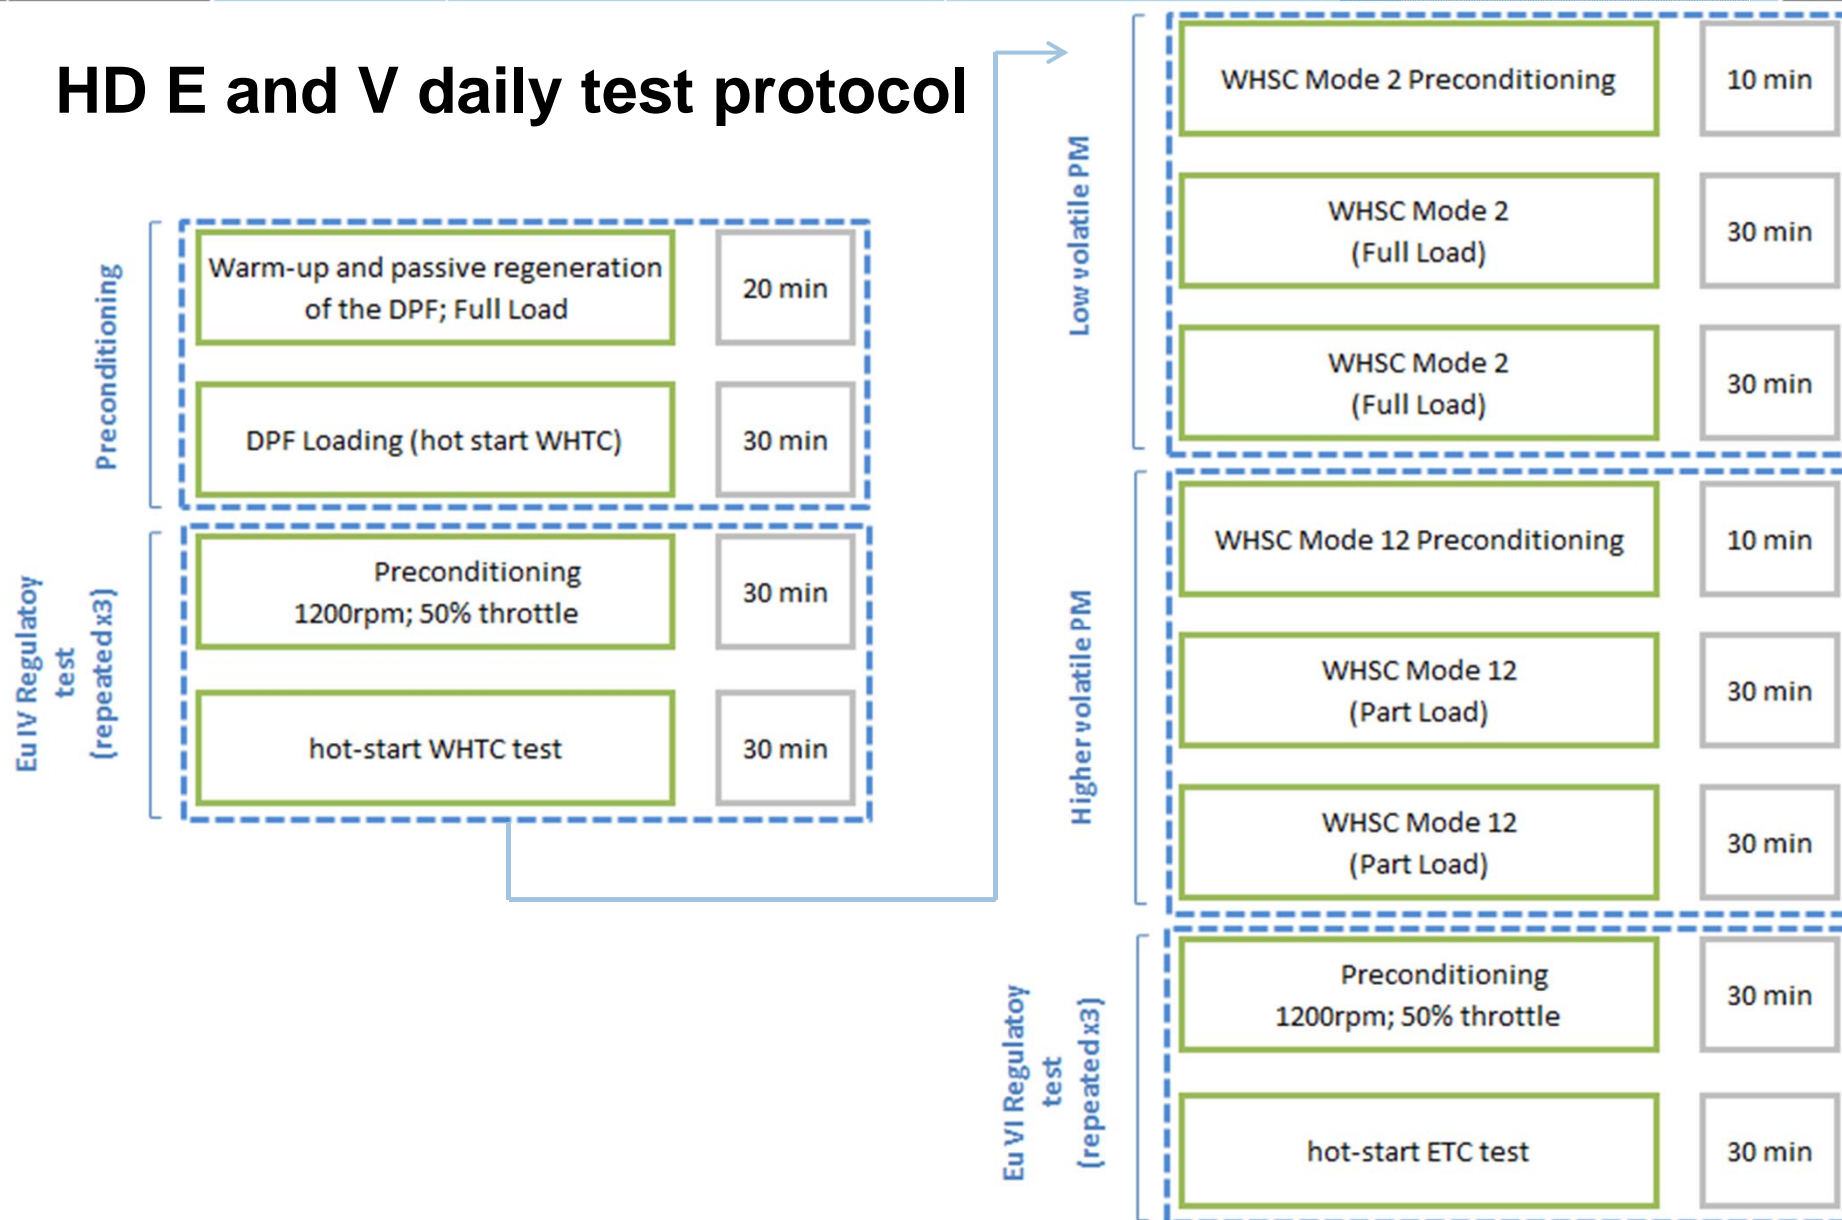 HD E and V daily test protocol
Preconditioning
Warm-up and passive regeneration
of the DPF; Full Load
20 min
DPF Loading (hot start WHTC)
30 min
Eu IV Regulatoy
test
(repeated x3)
Preconditioning
1200rpm; 50% throttle
30 min
hot-start WHTC test
30 min
Low volatile PM
WHSC Mode 2 Preconditioning
10 min
WHSC Mode 2
(Full Load)
30 min
WHSC Mode 2
(Full Load)
30 min
Higher volatile PM
WHSC Mode 12 Preconditioning
10 min
WHSC Mode 12
(Part Load)
30 min
WHSC Mode 12
(Part Load)
30 min
Eu VI Regulatoy
test
(repeated x3)
Preconditioning
1200rpm; 50% throttle
30 min
hot-start ETC test
30 min